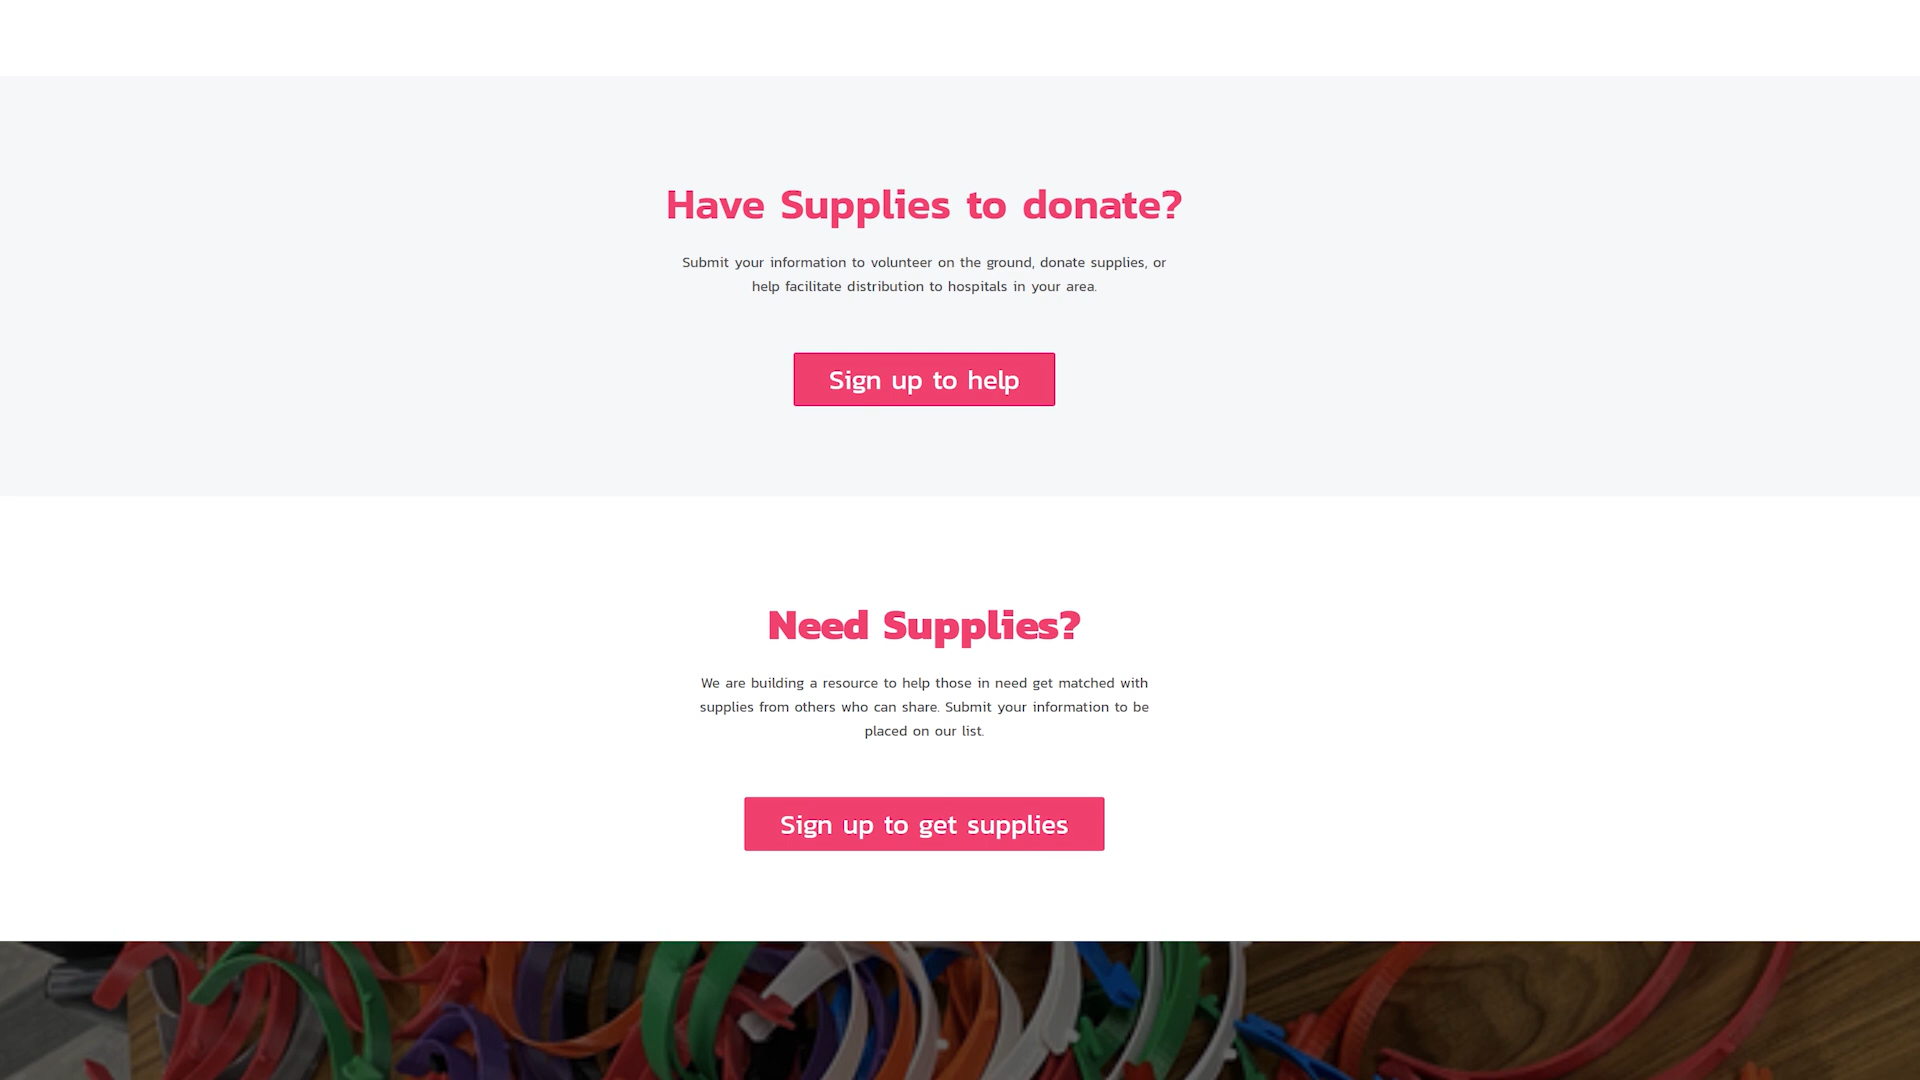 Have Supplies to donate?
Submit your information to volunteer on the ground, donate supplies, or
help facilitate distribution to hospitals in your area.
Sign up to help
Need Supplies?
We are building a resource to help those in need get matched with
supplies from others who can share. Submit your information to be
placed on our list.
Sign up to get supplies